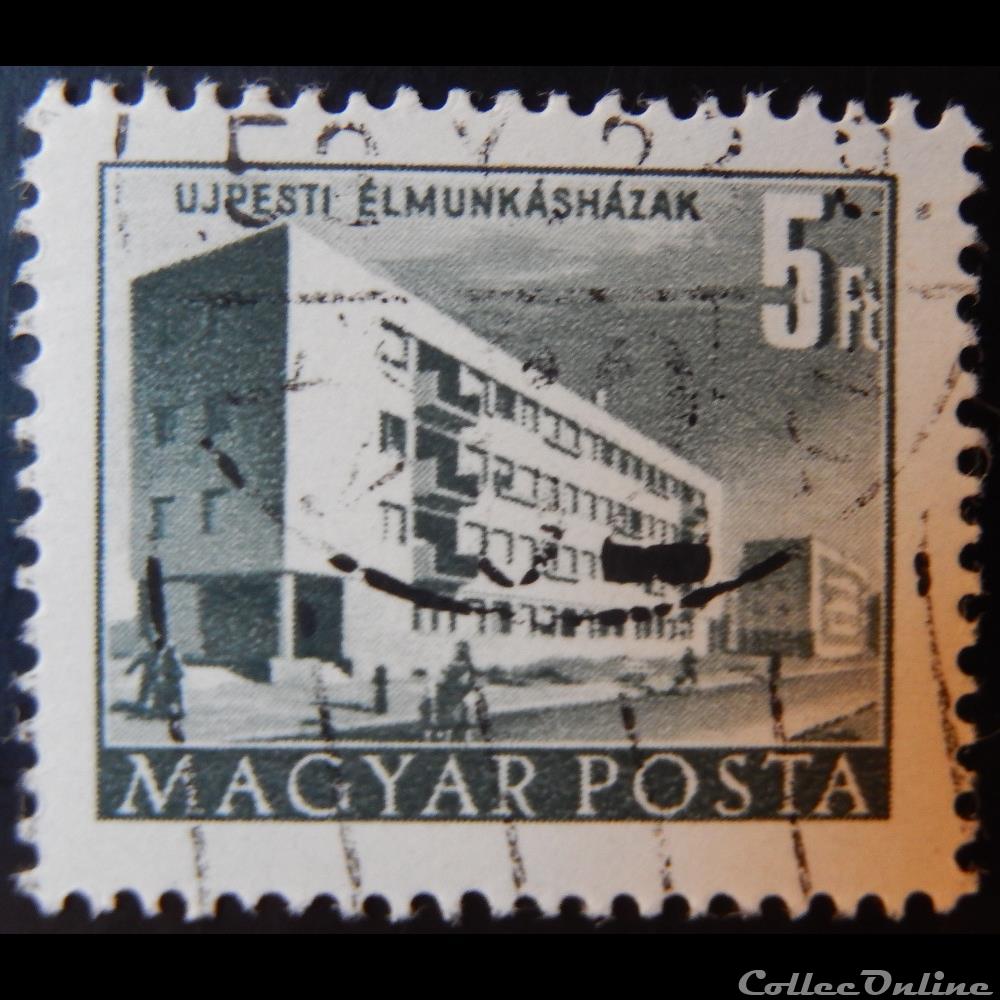 UJPESTI ÉLMUNKÁSHÁZAK
5 Ft
MAGYAR POSTA
CollecOnline